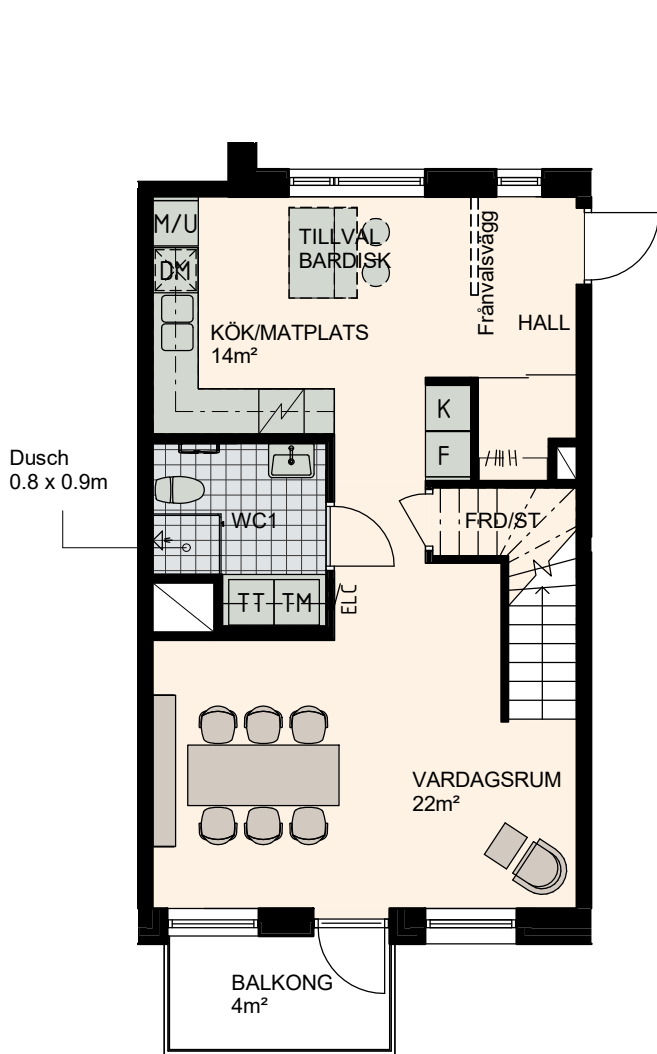 M/U
TILLVAL
BARDISK
DM
Frånvalsvägg
KÖK/MATPLATS
14m²
HALL
K
F
Dusch
0.8 x 0.9m
WC1
FRD/ST
TT
TM
ELC
VARDAGSRUM
22m²
BALKONG
4m²